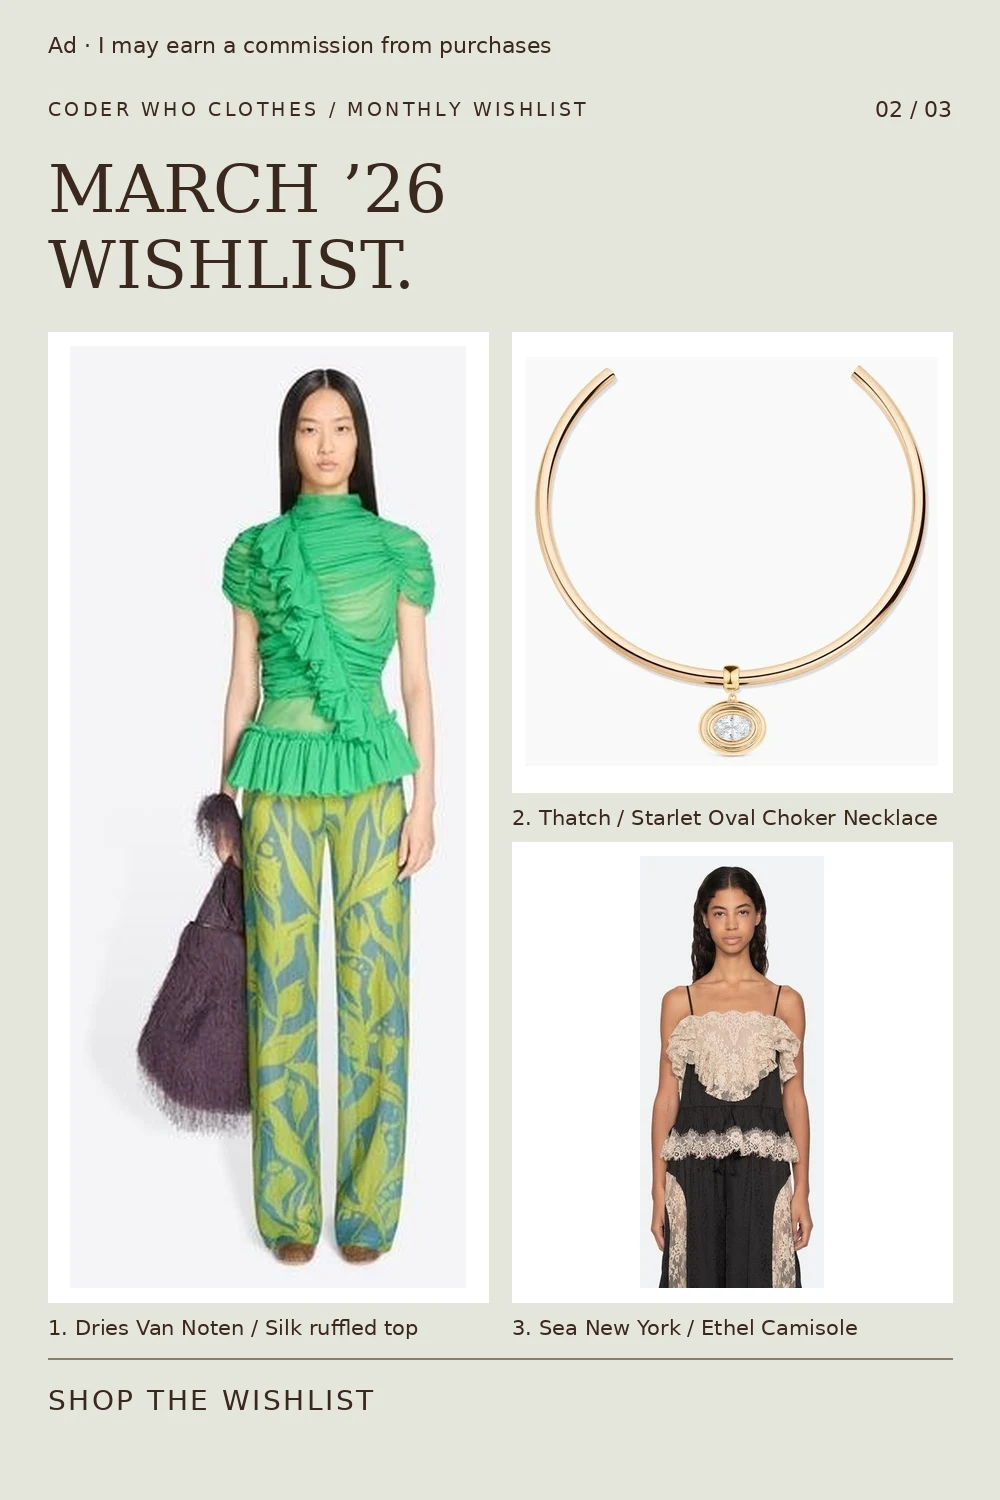 Ad · I may earn a commission from purchases
CODER WHO CLOTHES / MONTHLY WISHLIST
02 / 03
MARCH ’26
WISHLIST.
2. Thatch / Starlet Oval Choker Necklace
1. Dries Van Noten / Silk ruffled top
3. Sea New York / Ethel Camisole
SHOP THE WISHLIST